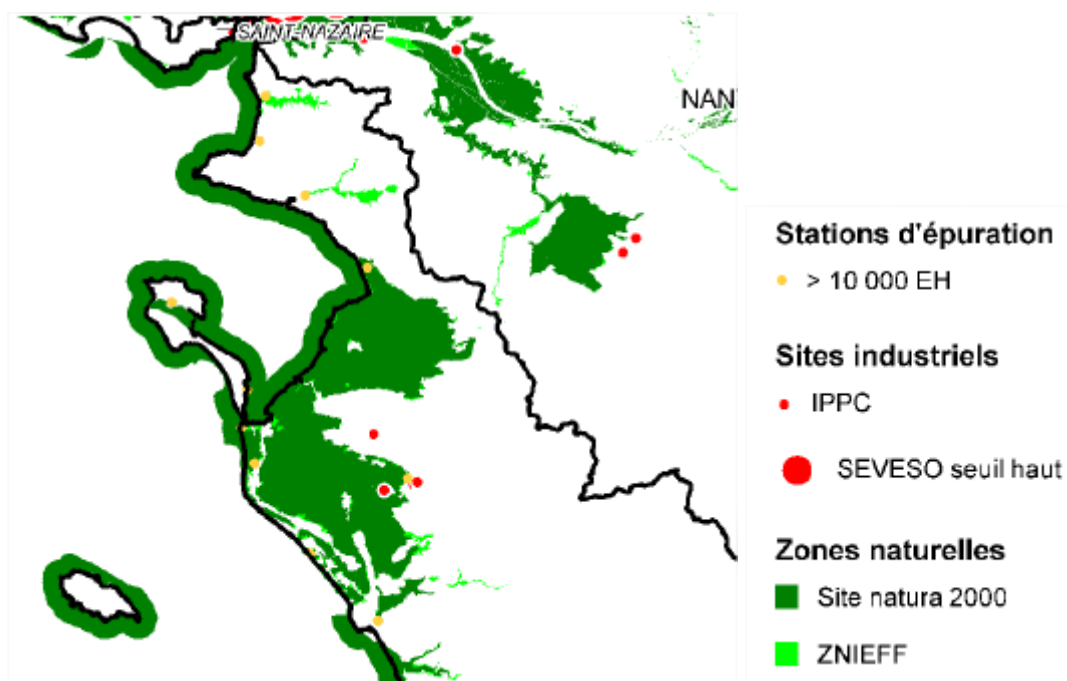 SAINT-NAZAIRE
NAN
Stations d'épuration
> 10 000 EH
Sites industriels
IPPC
SEVESO seuil haut
Zones naturelles
Site natura 2000
ZNIEFF